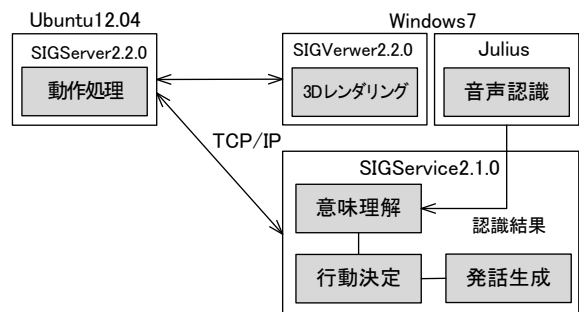 Ubuntu12.04
Windows7
SIGServer2.2.0
動作処理
SIGVerwer2.2.0
3Dレンダリング
Julius
音声認識
TCP/IP
SIGService2.1.0
意味理解
認識結果
行動決定
発話生成